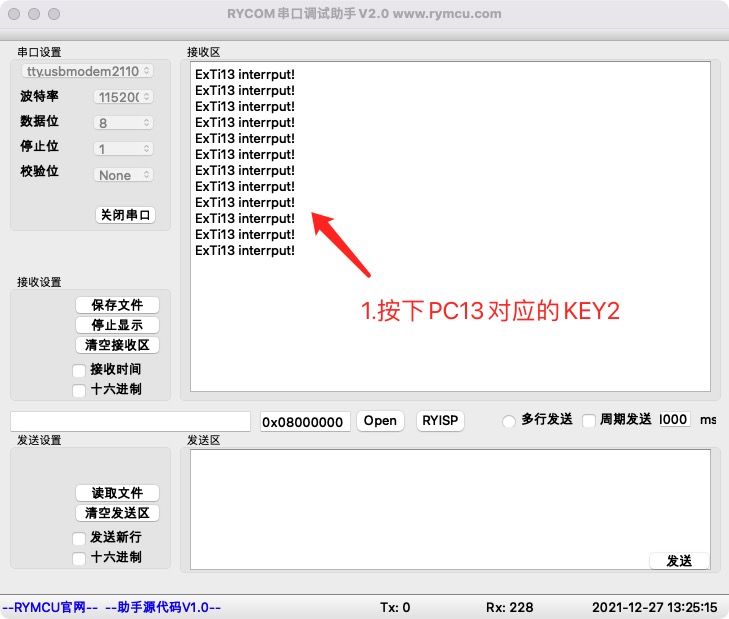 RYCOM串口调试助手V2.0 www.rymcu.com
串口设置
tty.usbmodem2110
波特率 115200
数据位 8
停止位 1
校验位 None
关闭串口
接收区
ExTi13 interrput!
ExTi13 interrput!
ExTi13 interrput!
ExTi13 interrput!
ExTi13 interrput!
ExTi13 interrput!
ExTi13 interrput!
ExTi13 interrput!
ExTi13 interrput!
ExTi13 interrput!
ExTi13 interrput!
ExTi13 interrput!
1.按下PC13对应的KEY2
接收设置
保存文件
停止显示
清空接收区
接收时间
十六进制
0x08000000 Open RYISP 多行发送 周期发送 1000 ms
发送设置
读取文件
清空发送区
发送新行
十六进制
发送区
发送
--RYMCU官网-- --助手源代码V1.0-- Tx: 0 Rx: 228 2021-12-27 13:25:15